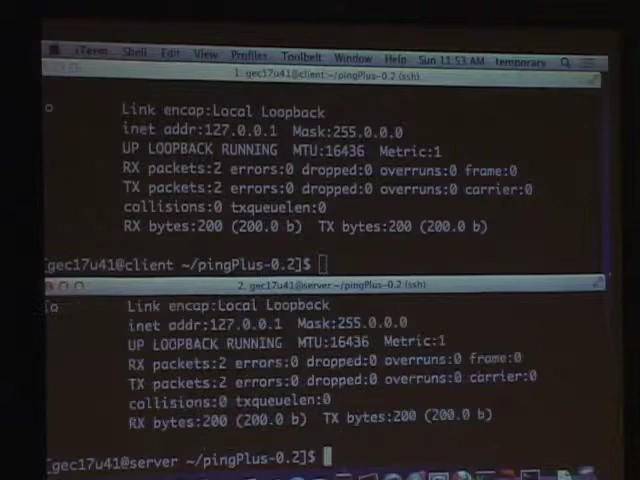 iTerm Shell Edit View Profiles Toolbelt Window Help Sun 11:53 AM temporary
1. gec17u41@client:~/pingPlus-0.2 (ssh)
lo Link encap:Local Loopback
inet addr:127.0.0.1 Mask:255.0.0.0
UP LOOPBACK RUNNING MTU:16436 Metric:1
RX packets:2 errors:0 dropped:0 overruns:0 frame:0
TX packets:2 errors:0 dropped:0 overruns:0 carrier:0
collisions:0 txqueuelen:0
RX bytes:200 (200.0 b) TX bytes:200 (200.0 b)
[gec17u41@client ~/pingPlus-0.2]$
2. gec17u41@server:~/pingPlus-0.2 (ssh)
lo Link encap:Local Loopback
inet addr:127.0.0.1 Mask:255.0.0.0
UP LOOPBACK RUNNING MTU:16436 Metric:1
RX packets:2 errors:0 dropped:0 overruns:0 frame:0
TX packets:2 errors:0 dropped:0 overruns:0 carrier:0
collisions:0 txqueuelen:0
RX bytes:200 (200.0 b) TX bytes:200 (200.0 b)
[gec17u41@server ~/pingPlus-0.2]$